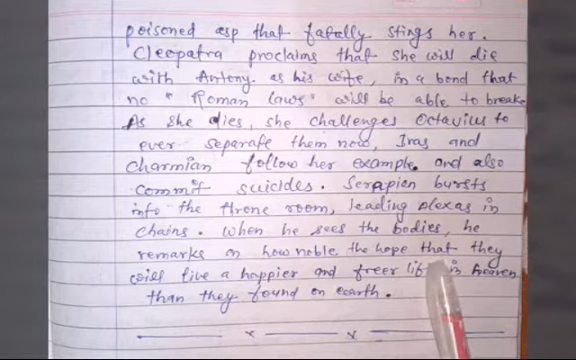 poisoned asp that fatally stings her.
Cleopatra proclaims that she will die
with Antony as his wife, in a bond that
no "Roman laws" will be able to breake
As she dies, she challenges Octavius to
ever separate them now, Iras and
charmian follow her example and also
commit suicides. Serapion bursts
into the throne room, leading Alexas in
chains. When he sees the bodies, he
remarks on how noble the hope that they
will live a happier and freer life in heaven
than they found on earth.